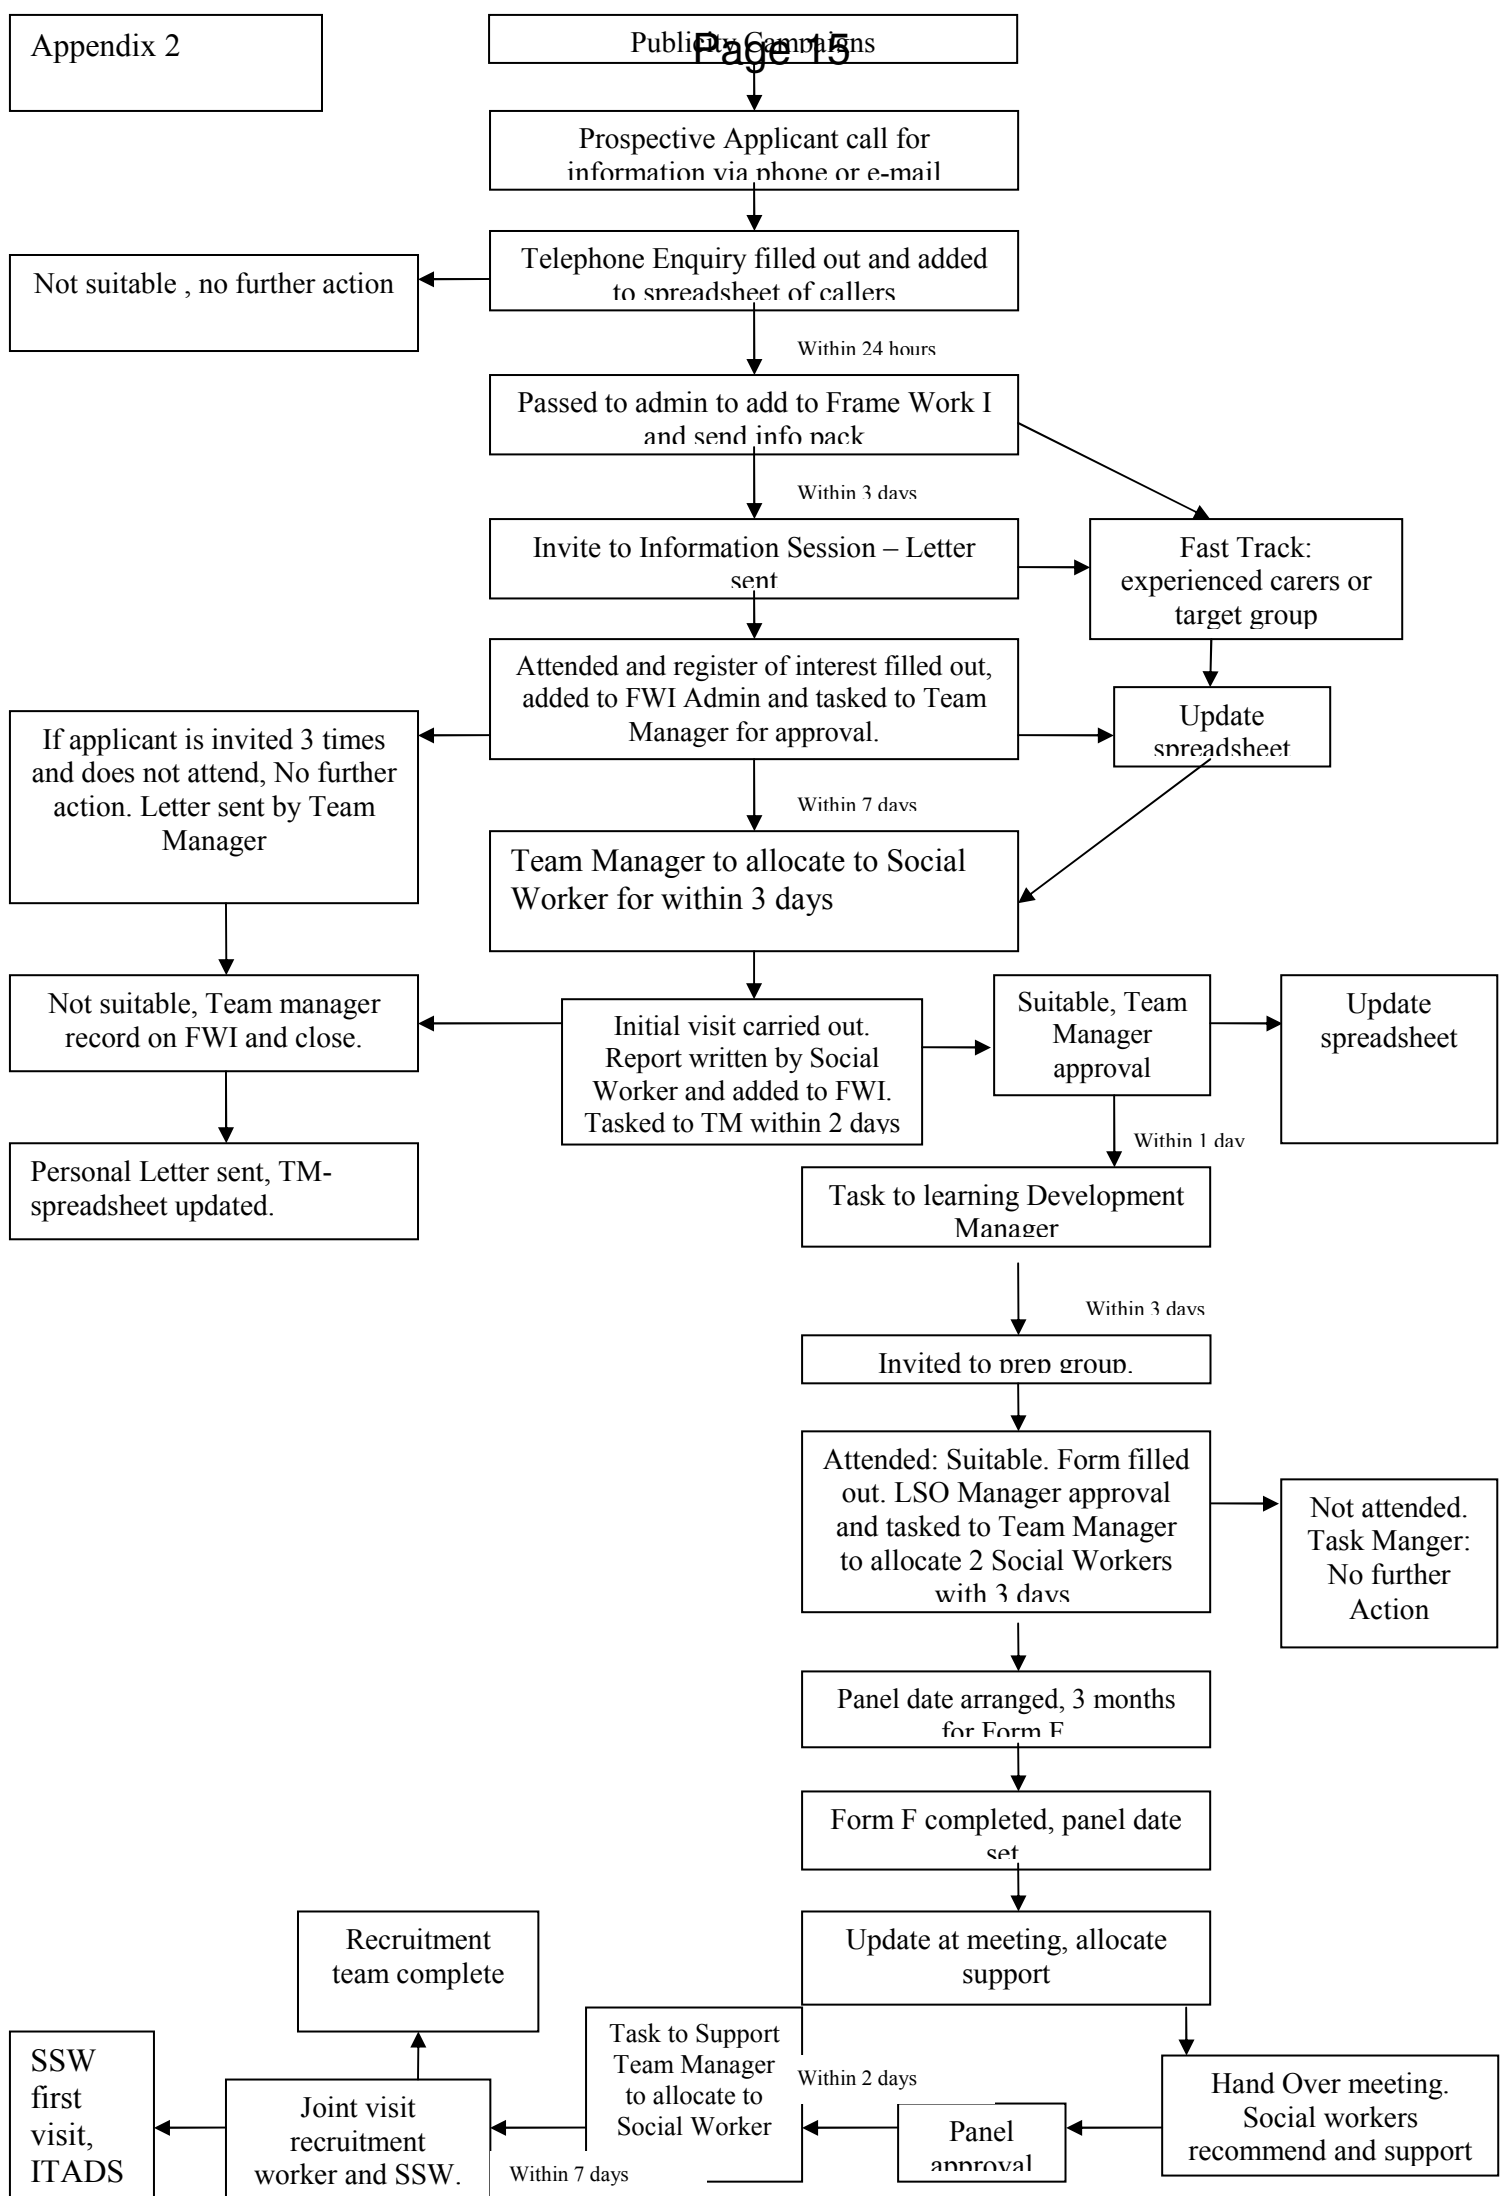 Appendix 2
Publicity Campaigns
Page 15
Prospective Applicant call for
information via phone or e-mail
Telephone Enquiry filled out and added
to spreadsheet of callers
Not suitable , no further action
Within 24 hours
Passed to admin to add to Frame Work I
and send info pack
Within 3 days
Invite to Information Session – Letter
sent
Fast Track:
experienced carers or
target group
Attended and register of interest filled out,
added to FWI Admin and tasked to Team
Manager for approval.
Update
spreadsheet
If applicant is invited 3 times
and does not attend, No further
action. Letter sent by Team
Manager
Within 7 days
Team Manager to allocate to Social
Worker for within 3 days
Not suitable, Team manager
record on FWI and close.
Initial visit carried out.
Report written by Social
Worker and added to FWI.
Tasked to TM within 2 days
Suitable, Team
Manager
approval
Update
spreadsheet
Within 1 day
Personal Letter sent, TM-
spreadsheet updated.
Task to learning Development
Manager
Within 3 days
Invited to prep group.
Attended: Suitable. Form filled
out. LSO Manager approval
and tasked to Team Manager
to allocate 2 Social Workers
with 3 days
Not attended.
Task Manger:
No further
Action
Panel date arranged, 3 months
for Form F
Form F completed, panel date
set
Update at meeting, allocate
support
Recruitment
team complete
Task to Support
Team Manager
to allocate to
Social Worker
Within 2 days
Hand Over meeting.
Social workers
recommend and support
Panel
approval
Joint visit
recruitment
worker and SSW.
Within 7 days
SSW
first
visit,
ITADS